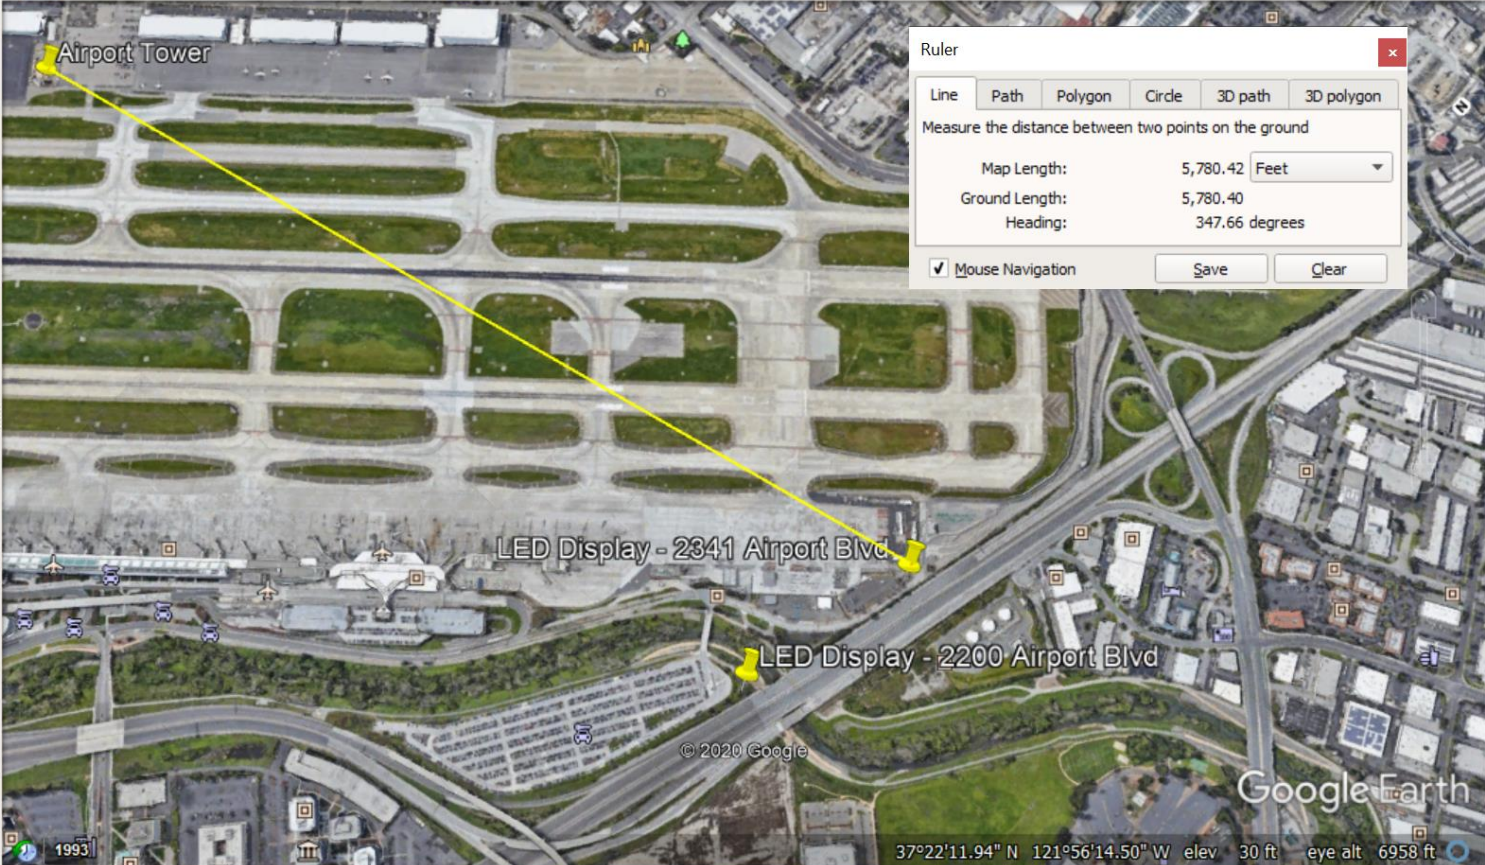 Airport Tower
Ruler
Line Path Polygon Circle 3D path 3D polygon
Measure the distance between two points on the ground
Map Length: 5,780.42 Feet
Ground Length: 5,780.40
Heading: 347.66 degrees
Mouse Navigation Save Clear
N
LED Display - 2341 Airport Blvd
LED Display - 2200 Airport Blvd
© 2020 Google
Google Earth
1993
37°22'11.94" N 121°56'14.50" W elev 30 ft eye alt 6958 ft